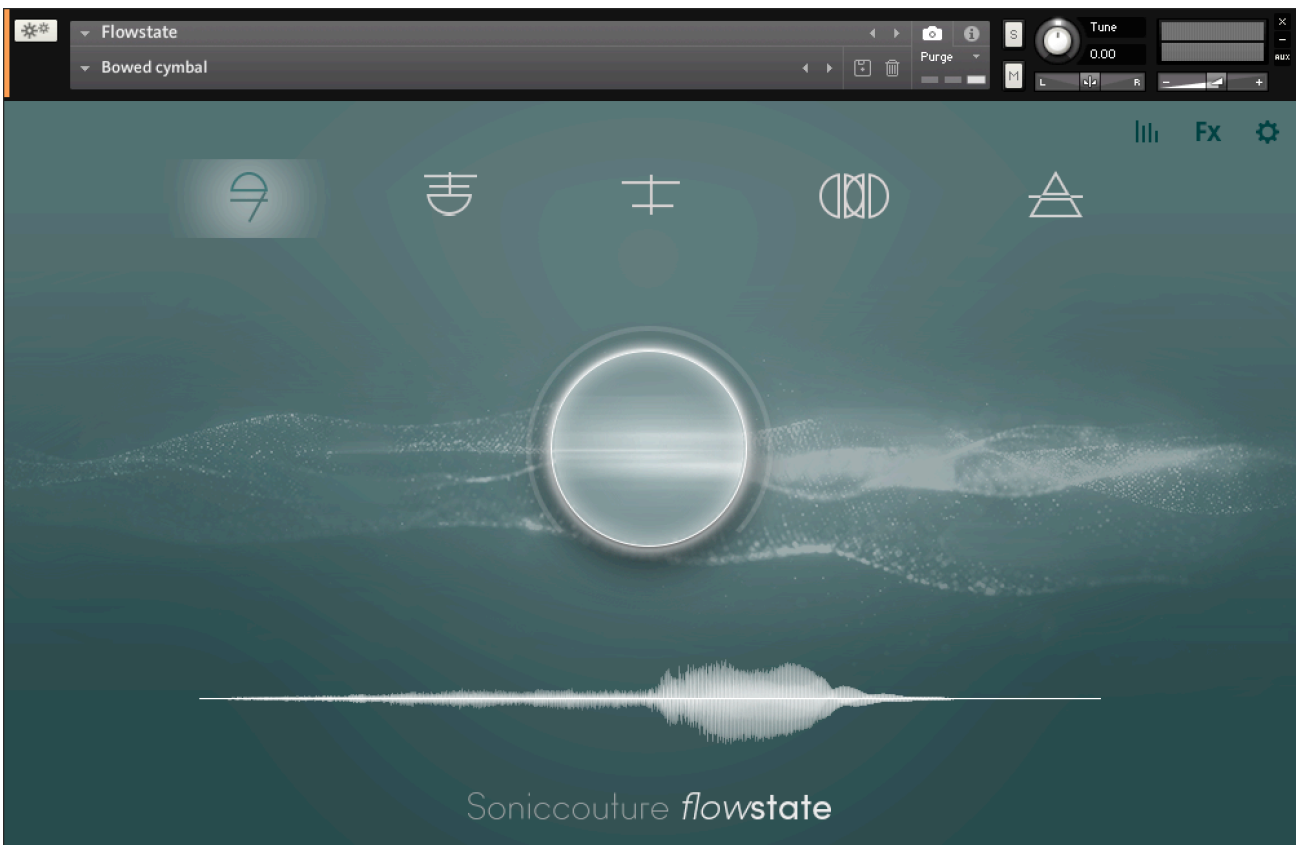 Flowstate
Bowed cymbal
Purge
S
M
Tune
0.00
L
R
AUX
Fx
Soniccouture flowstate